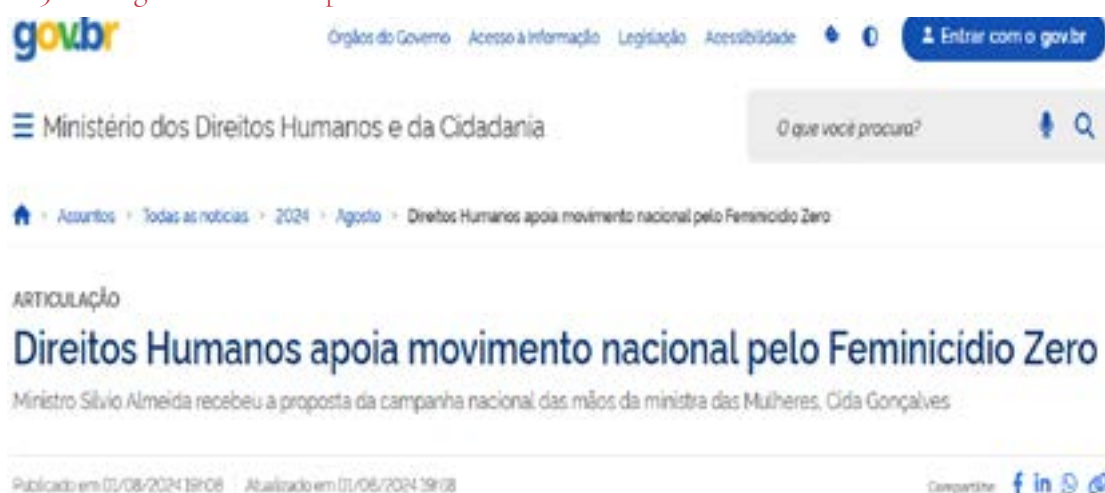 gov.br
Órgãos do Governo Acesso à Informação Legislação Acessibilidade Entrar com o gov.br
Ministério dos Direitos Humanos e da Cidadania
O que você procura?
Assuntos Todas as notícias 2024 Agosto Direitos Humanos apoia movimento nacional pelo Feminicídio Zero
ARTICULAÇÃO
Direitos Humanos apoia movimento nacional pelo Feminicídio Zero
Ministro Silvio Almeida recebeu a proposta da campanha nacional das mãos da ministra das Mulheres, Cida Gonçalves
Publicado em 01/08/2024 19h08 Atualizado em 01/08/2024 19h08
Compartilhe: